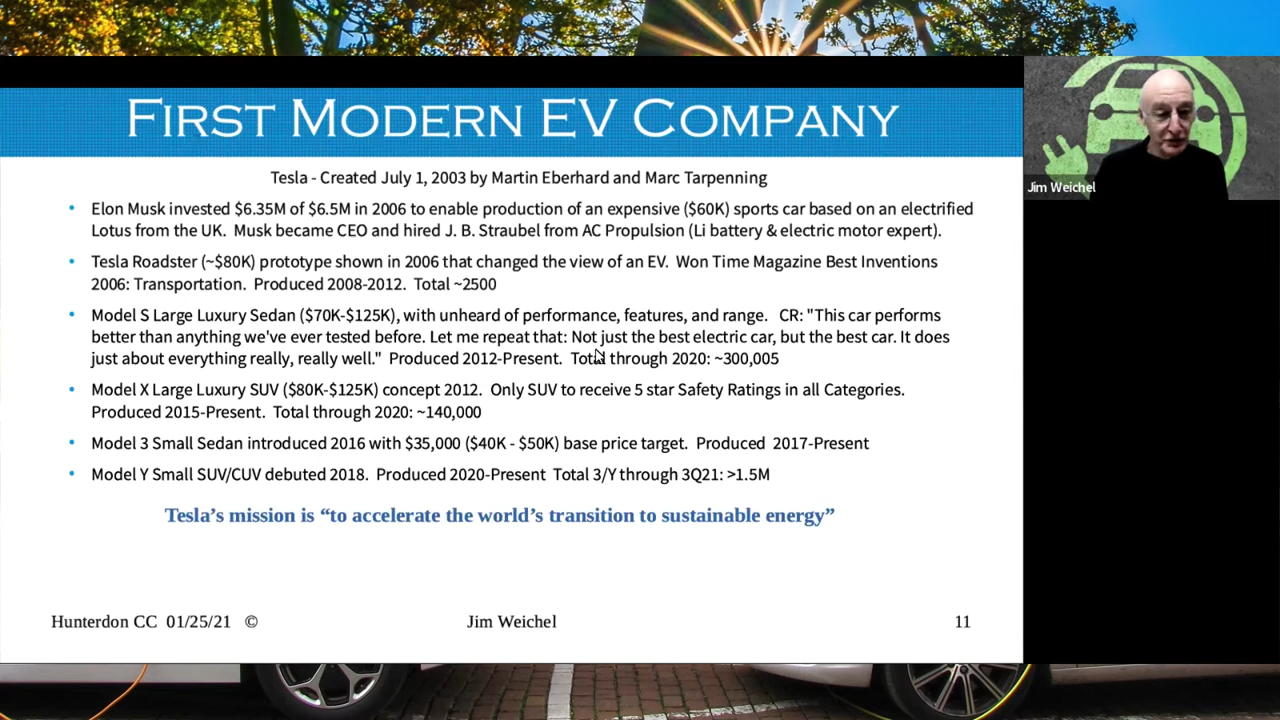 FIRST MODERN EV COMPANY
Jim Weichel
Tesla - Created July 1, 2003 by Martin Eberhard and Marc Tarpenning
• Elon Musk invested $6.35M of $6.5M in 2006 to enable production of an expensive ($60K) sports car based on an electrified
Lotus from the UK.  Musk became CEO and hired J. B. Straubel from AC Propulsion (Li battery & electric motor expert).
• Tesla Roadster (~$80K) prototype shown in 2006 that changed the view of an EV.  Won Time Magazine Best Inventions
2006: Transportation.  Produced 2008-2012.  Total ~2500
• Model S Large Luxury Sedan ($70K-$125K), with unheard of performance, features, and range.   CR: "This car performs
better than anything we've ever tested before. Let me repeat that: Not just the best electric car, but the best car. It does
just about everything really, really well."  Produced 2012-Present.  Total through 2020: ~300,005
• Model X Large Luxury SUV ($80K-$125K) concept 2012.  Only SUV to receive 5 star Safety Ratings in all Categories.
Produced 2015-Present.  Total through 2020: ~140,000
• Model 3 Small Sedan introduced 2016 with $35,000 ($40K - $50K) base price target.  Produced  2017-Present
• Model Y Small SUV/CUV debuted 2018.  Produced 2020-Present  Total 3/Y through 3Q21: >1.5M
Tesla’s mission is “to accelerate the world’s transition to sustainable energy”
Hunterdon CC  01/25/21   ©
Jim Weichel
11